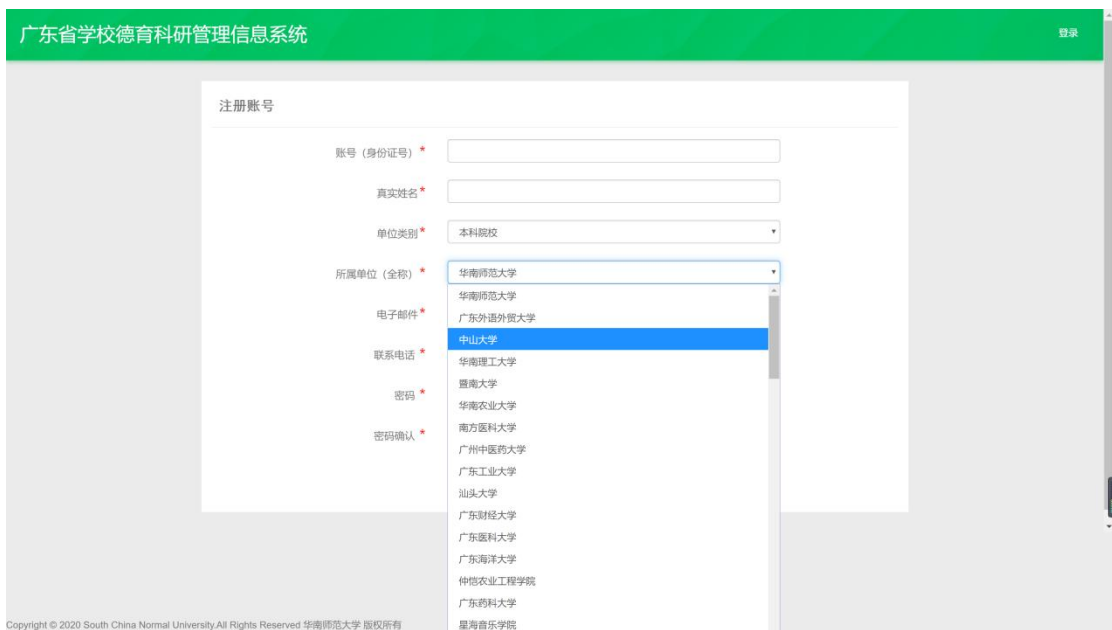 广东省学校德育科研管理信息系统
登录
注册账号
账号（身份证号）*
真实姓名*
单位类别*
本科院校
所属单位（全称）*
华南师范大学
华南师范大学
电子邮件*
广东外语外贸大学
中山大学
联系电话 *
华南理工大学
暨南大学
密码 *
华南农业大学
南方医科大学
密码确认 *
广州中医药大学
广东工业大学
汕头大学
广东财经大学
广东医科大学
广东海洋大学
仲恺农业工程学院
广东药科大学
星海音乐学院
Copyright © 2020 South China Normal University.All Rights Reserved 华南师范大学 版权所有